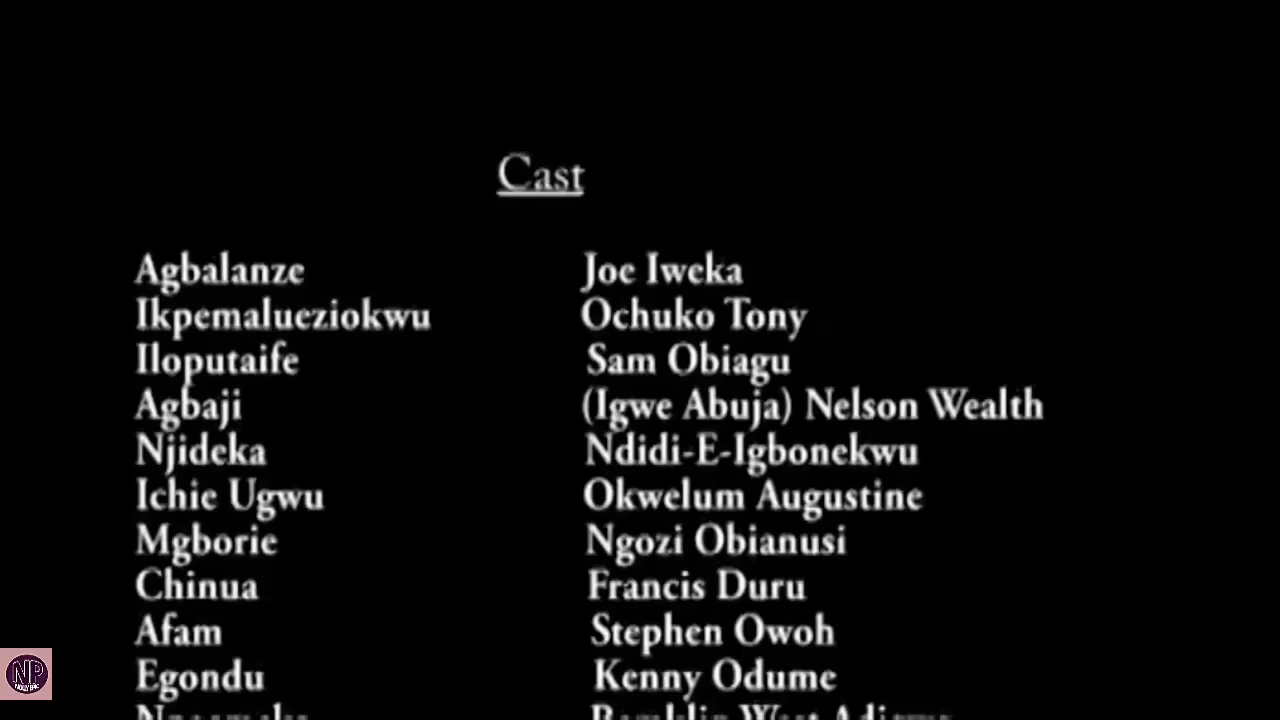 Cast
Agbalanze Joe Iweka
Ikpemalueziokwu Ochuko Tony
Iloputaife Sam Obiagu
Agbaji (Igwe Abuja) Nelson Wealth
Njideka Ndidi-E-Igbonekwu
Ichie Ugwu Okwelum Augustine
Mgborie Ngozi Obianusi
Chinua Francis Duru
Afam Stephen Owoh
Egondu Kenny Odume
NP